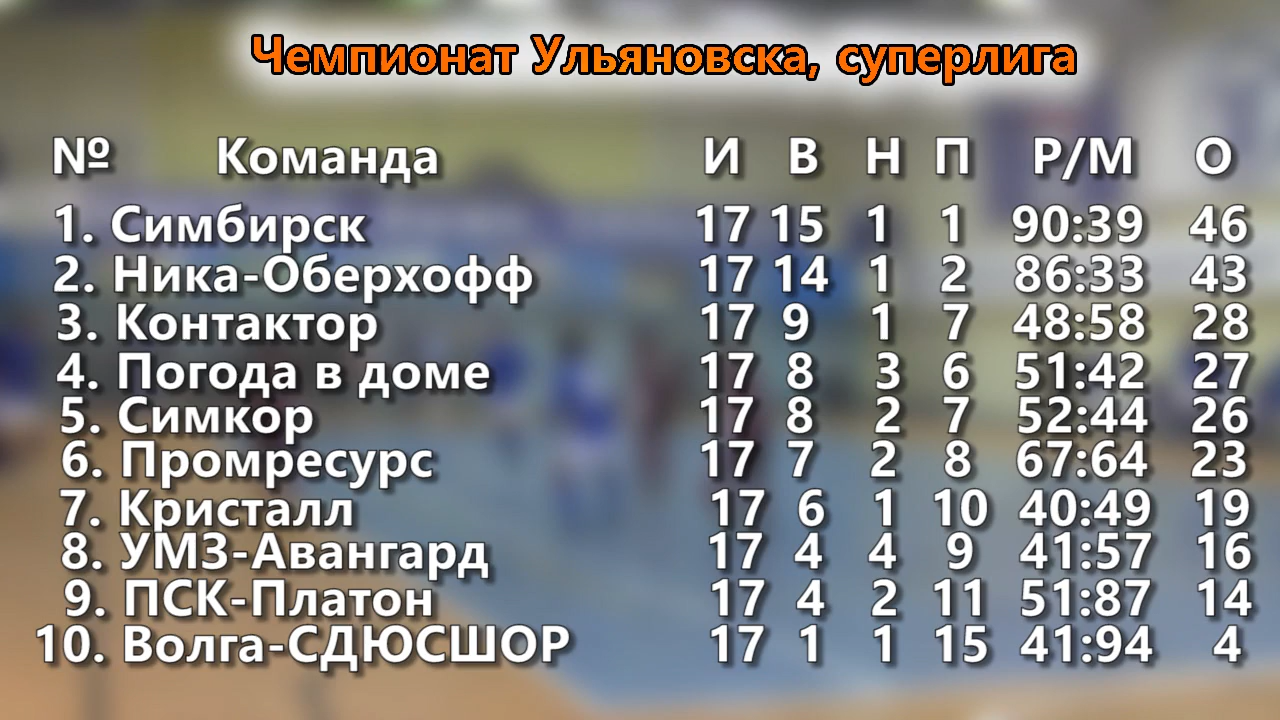 Чемпионат Ульяновска, суперлига
№ Команда И В Н П Р/М О
1. Симбирск 17 15 1 1 90:39 46
2. Ника-Оберхофф 17 14 1 2 86:33 43
3. Контактор 17 9 1 7 48:58 28
4. Погода в доме 17 8 3 6 51:42 27
5. Симкор 17 8 2 7 52:44 26
6. Промресурс 17 7 2 8 67:64 23
7. Кристалл 17 6 1 10 40:49 19
8. УМЗ-Авангард 17 4 4 9 41:57 16
9. ПСК-Платон 17 4 2 11 51:87 14
10. Волга-СДЮСШОР 17 1 1 15 41:94 4